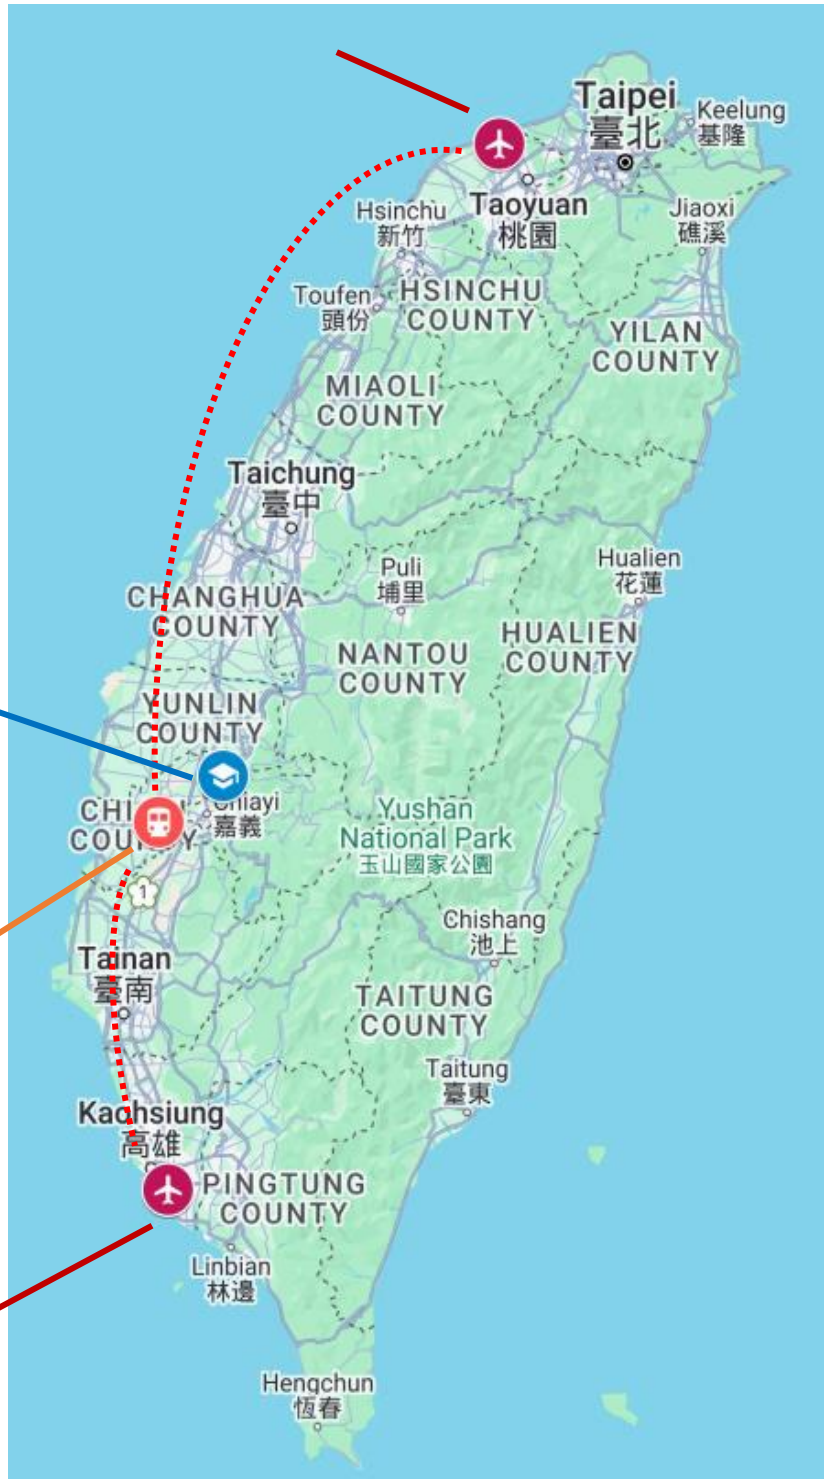 Taipei
臺北
Keelung
基隆
Taoyuan
桃園
Hsinchu
新竹
Jiaoxi
礁溪
HSINCHU
COUNTY
Toufen
頭份
YILAN
COUNTY
MIAOLI
COUNTY
Taichung
臺中
Puli
埔里
Hualien
花蓮
CHANGHUA
COUNTY
HUALIEN
COUNTY
NANTOU
COUNTY
YUNLIN
COUNTY
Chiayi
嘉義
COUNTY
Yushan
National Park
玉山國家公園
1
Chishang
池上
Tainan
臺南
TAITUNG
COUNTY
Taitung
臺東
Kaohsiung
高雄
PINGTUNG
COUNTY
Linbian
林邊
Hengchun
恆春